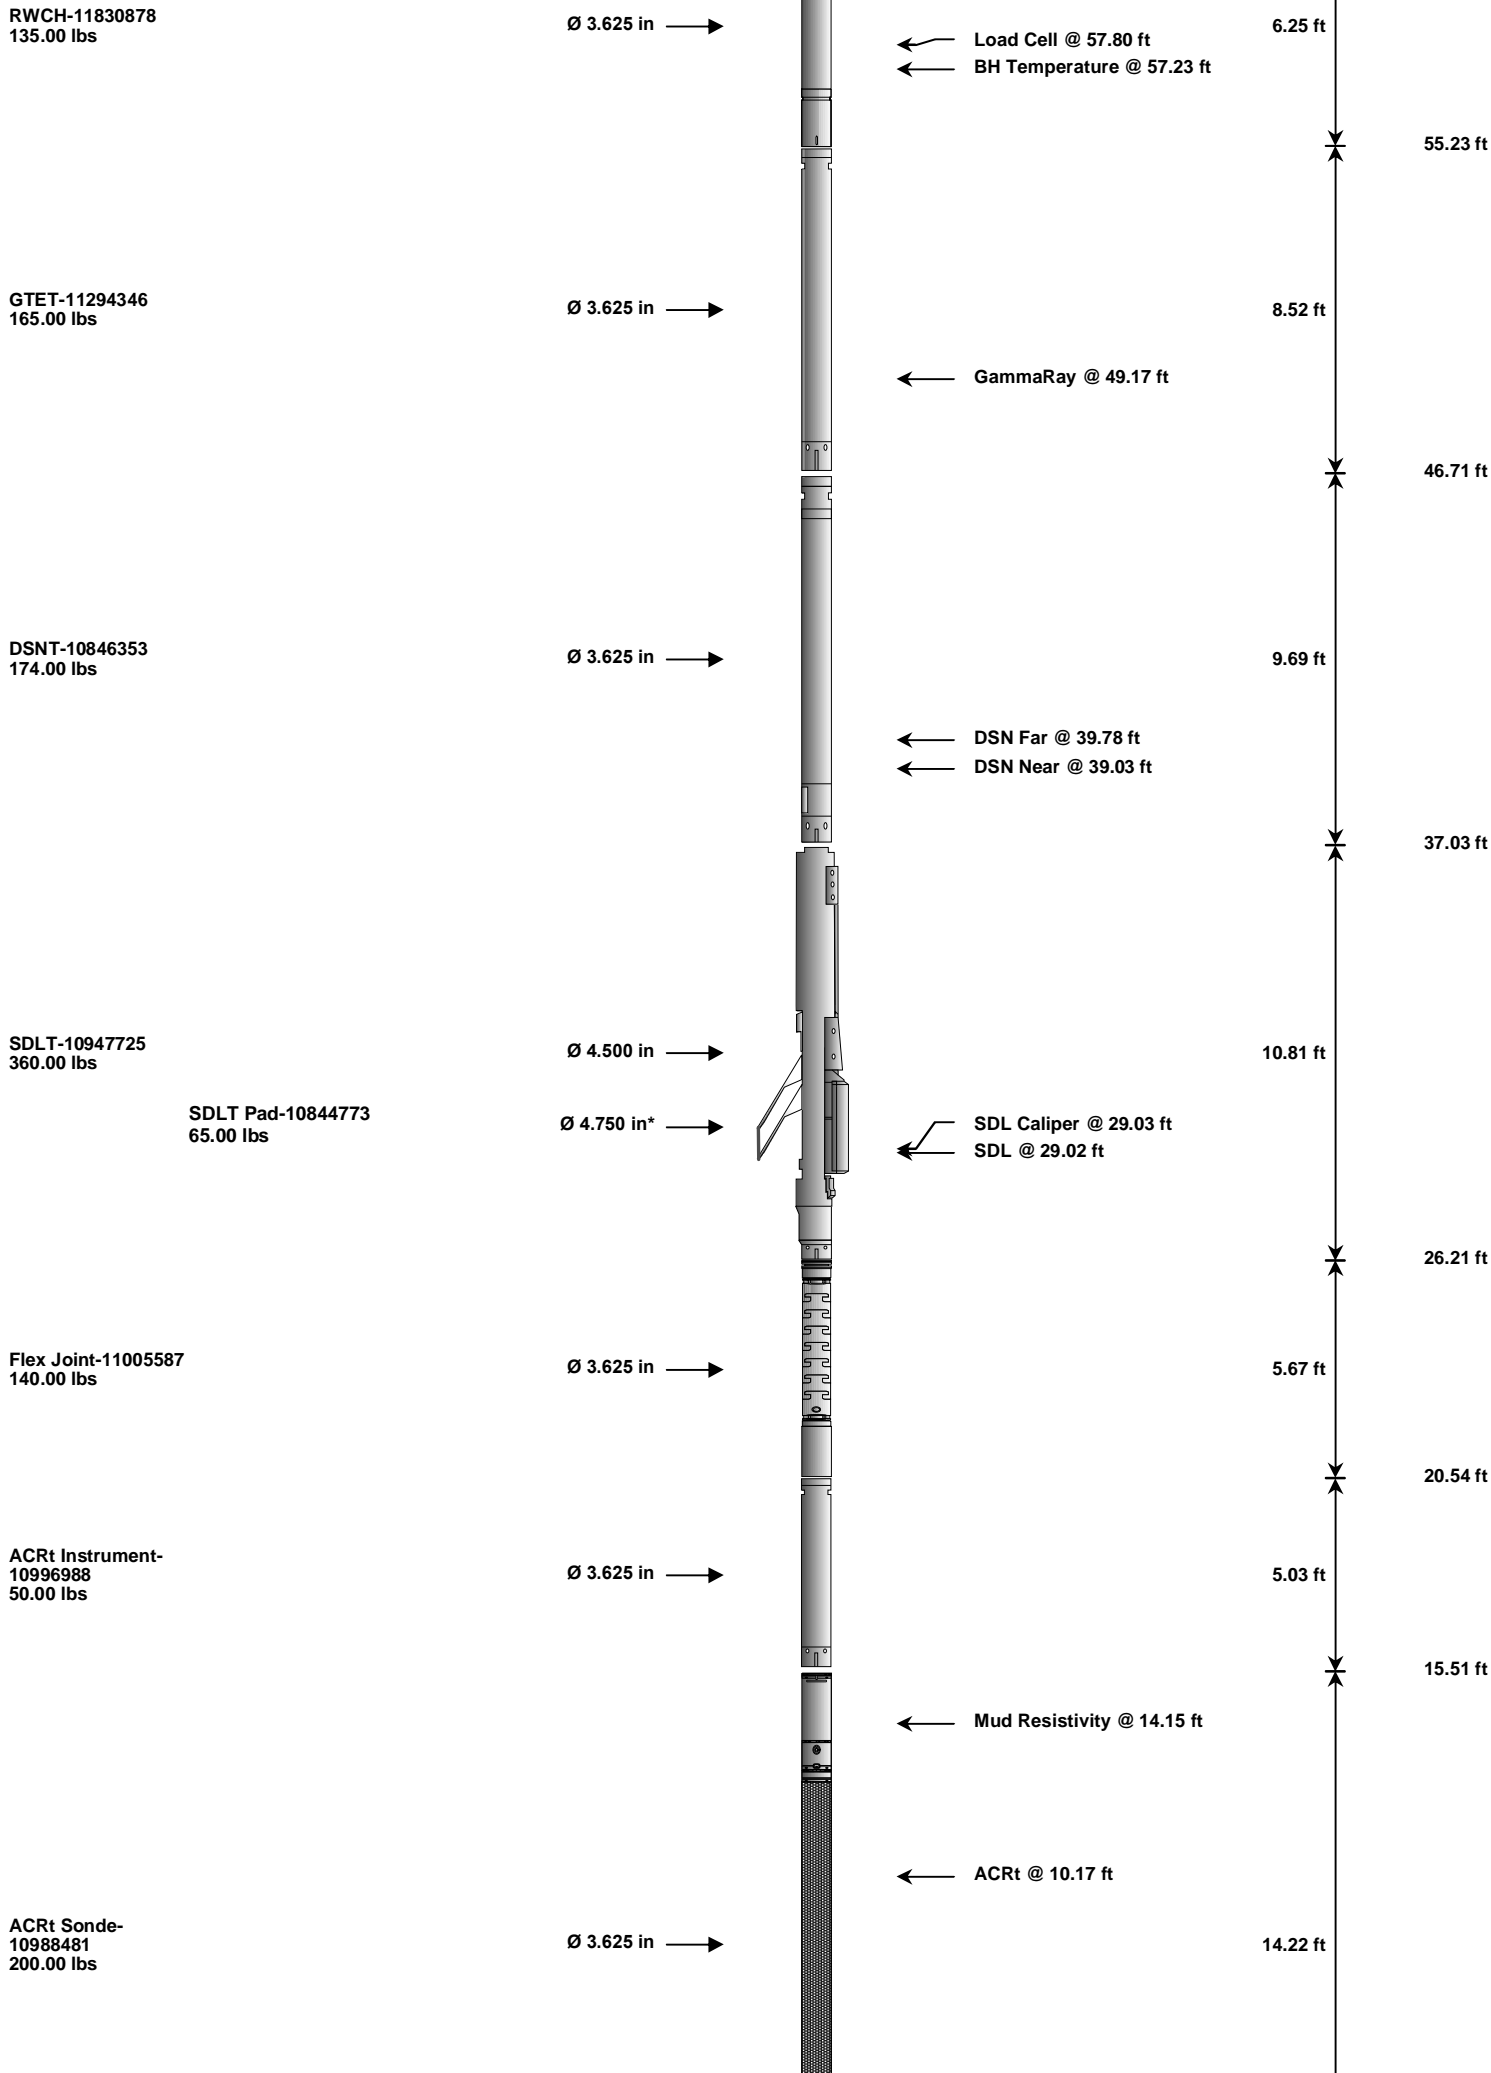 RWCH-11830878
135.00 lbs
Ø 3.625 in
6.25 ft
Load Cell @ 57.80 ft
BH Temperature @ 57.23 ft
55.23 ft
GTET-11294346
165.00 lbs
Ø 3.625 in
8.52 ft
GammaRay @ 49.17 ft
46.71 ft
DSNT-10846353
174.00 lbs
Ø 3.625 in
9.69 ft
DSN Far @ 39.78 ft
DSN Near @ 39.03 ft
37.03 ft
SDLT-10947725
360.00 lbs
Ø 4.500 in
10.81 ft
SDLT Pad-10844773
65.00 lbs
Ø 4.750 in*
SDL Caliper @ 29.03 ft
SDL @ 29.02 ft
26.21 ft
Flex Joint-11005587
140.00 lbs
Ø 3.625 in
5.67 ft
20.54 ft
ACRt Instrument-
10996988
50.00 lbs
Ø 3.625 in
5.03 ft
15.51 ft
Mud Resistivity @ 14.15 ft
ACRt @ 10.17 ft
ACRt Sonde-
10988481
200.00 lbs
Ø 3.625 in
14.22 ft